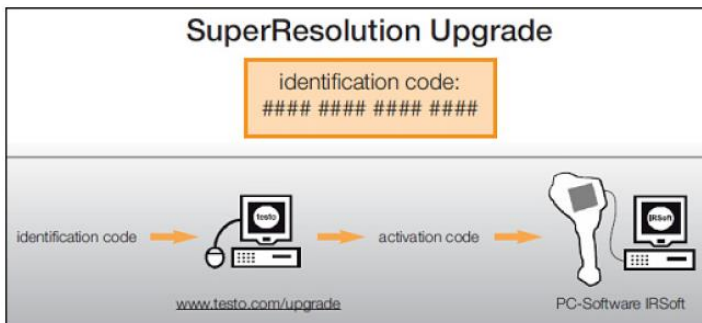 SuperResolution Upgrade
identification code:
#### #### #### ####
identification code
testo
activation code
IRSoft
www.testo.com/upgrade
PC-Software IRSoft